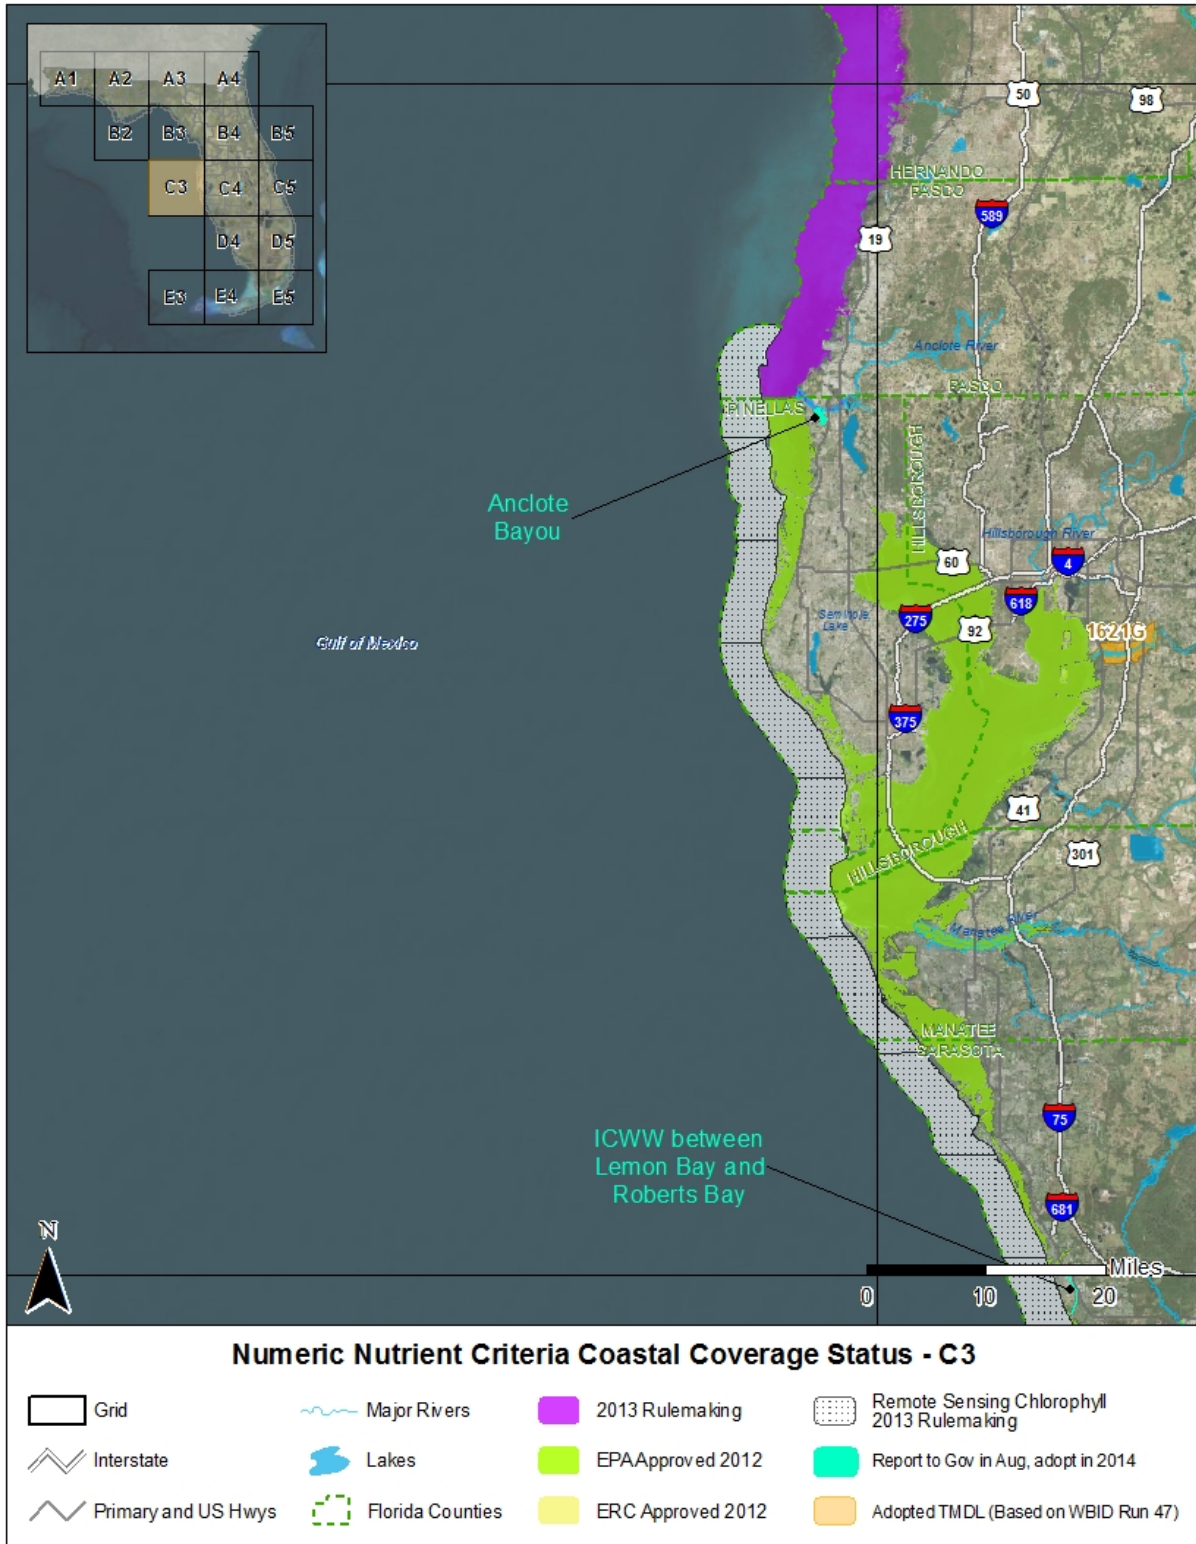 A1 A2 A3 A4
B2 B3 B4 B5
C3 C4 C5
D4 D5
E3 E4 E5
50
98
HERNANDO
PASCO
589
19
Anclote River
PASCO
PINELLAS
HILLSBOROUGH
Anclote
Bayou
Hillsborough River
60
4
618
275
Seminole
Lake
92
1621G
Gulf of Mexico
375
41
HILLSBOROUGH
301
Manatee River
MANATEE
SARASOTA
75
ICWW between
Lemon Bay and
Roberts Bay
681
N
Miles
0 10 20
Numeric Nutrient Criteria Coastal Coverage Status - C3
Grid
Interstate
Primary and US Hwys
Major Rivers
Lakes
Florida Counties
2013 Rulemaking
EPA Approved 2012
ERC Approved 2012
Remote Sensing Chlorophyll
2013 Rulemaking
Report to Gov in Aug, adopt in 2014
Adopted TMDL (Based on WBID Run 47)